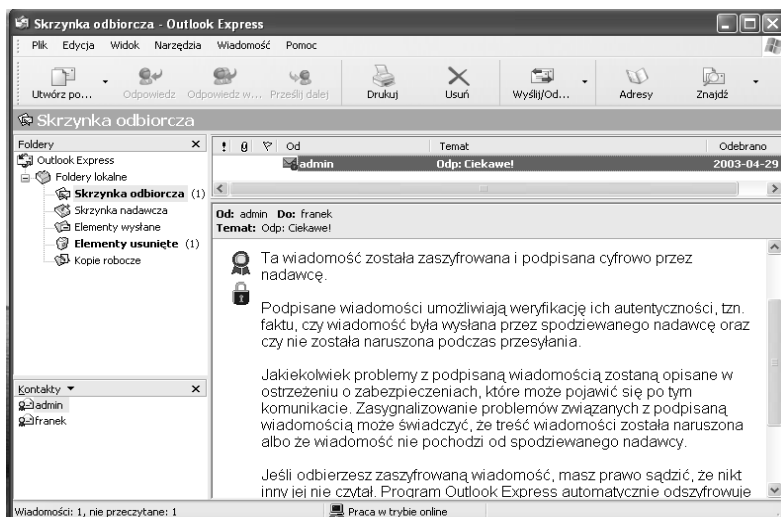 Skrzynka odbiorcza - Outlook Express
Plik Edycja Widok Narzędzia Wiadomość Pomoc
Utwórz po... Odpowiedz Odpowiedz w... Prześlij dalej Drukuj Usuń Wyślij/Od... Adresy Znajdź
Skrzynka odbiorcza
Foldery
Outlook Express
Foldery lokalne
Skrzynka odbiorcza (1)
Skrzynka nadawcza
Elementy wysłane
Elementy usunięte (1)
Kopie robocze
Kontakty
admin
franek
! Od Temat Odebrano
admin Odp: Ciekawe! 2003-04-29
Od: admin Do: franek
Temat: Odp: Ciekawe!
Ta wiadomość została zaszyfrowana i podpisana cyfrowo przez
nadawcę.
Podpisane wiadomości umożliwiają weryfikację ich autentyczności, tzn.
faktu, czy wiadomość była wysłana przez spodziewanego nadawcę oraz
czy nie została naruszona podczas przesyłania.
Jakiekolwiek problemy z podpisaną wiadomością zostaną opisane w
ostrzeżeniu o zabezpieczeniach, które może pojawić się po tym
komunikacie. Zasygnalizowanie problemów związanych z podpisaną
wiadomością może świadczyć, że treść wiadomości została naruszona
albo że wiadomość nie pochodzi od spodziewanego nadawcy.
Jeśli odbierzesz zaszyfrowaną wiadomość, masz prawo sądzić, że nikt
inny jej nie czytał. Program Outlook Express automatycznie odszyfrowuje
Wiadomości: 1, nie przeczytane: 1 Praca w trybie online